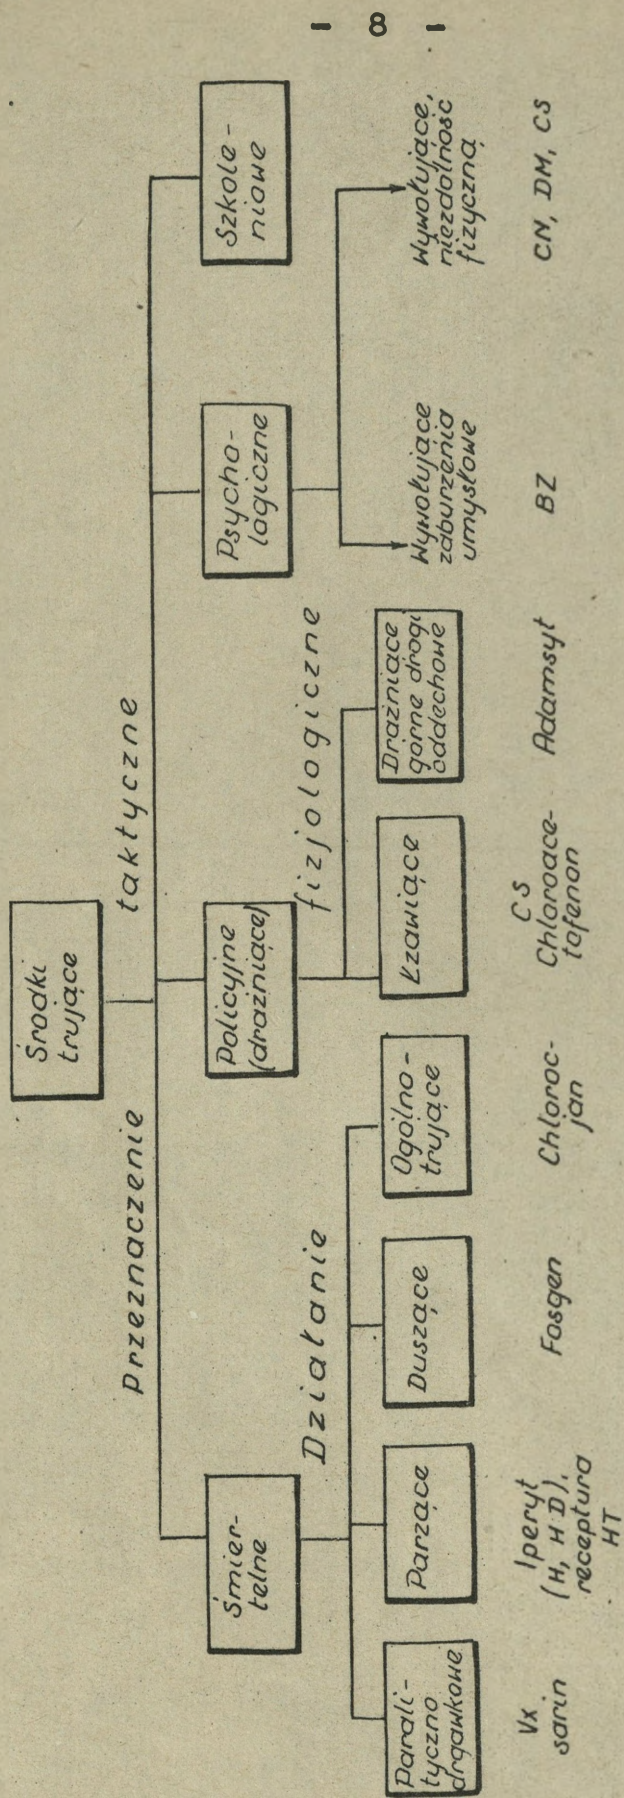 - 8 -
Środki
trujące
Przeznaczenie
taktyczne
Śmier-
telne
Policyjne
(drażniące)
Psycho-
logiczne
Szkole-
niowe
Działanie
fizjologiczne
Parali-
tyczno
drgawkowe
Parzące
Duszące
Ogólno-
trujące
Łzawiące
Drażniące
górne drogi
oddechowe
Wywołujące
zaburzenia
umysłowe
Wywołujące,
niezdolność
fizyczną
Vx
sarin
Iperyt
(H, HD),
receptura
HT
Fosgen
Chloroc-
jan
CS
Chloroace-
tofenon
Adamsyt
BZ
CN, DM, CS